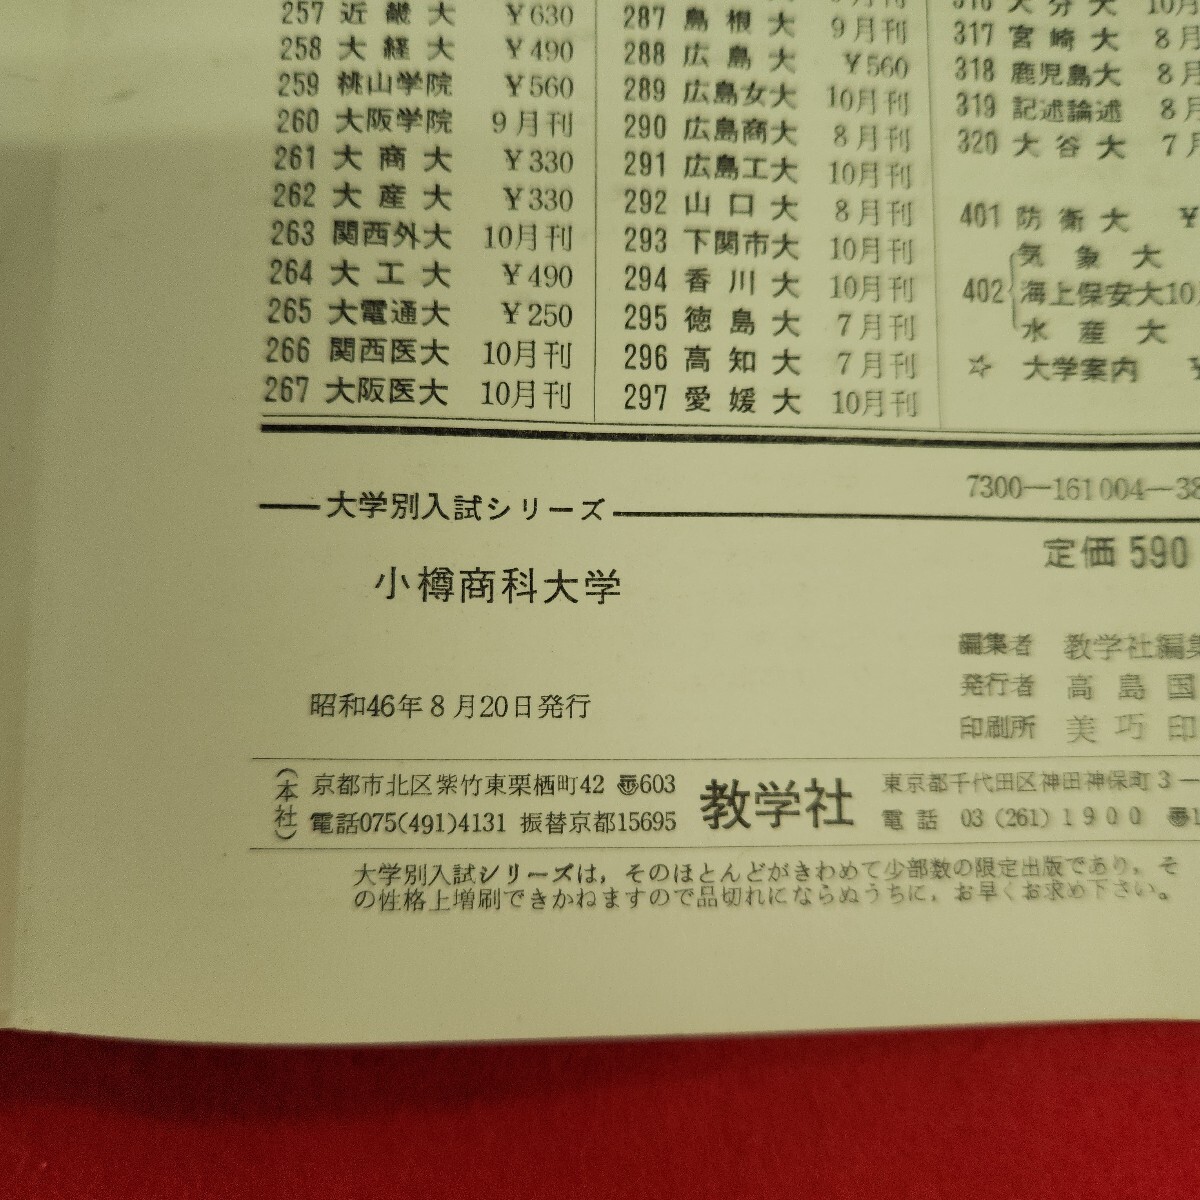 257 近畿大 ¥630
258 大経大 ¥490
259 桃山学院 ¥560
260 大阪学院 9月刊
261 大商大 ¥330
262 大産大 ¥330
263 関西外大 10月刊
264 大工大 ¥490
265 大電通大 ¥250
266 関西医大 10月刊
267 大阪医大 10月刊
287 島根大 9月刊
288 広島大 ¥560
289 広島女大 10月刊
290 広島商大 8月刊
291 広島工大 10月刊
292 山口大 8月刊
293 下関市大 10月刊
294 香川大 10月刊
295 徳島大 7月刊
296 高知大 7月刊
297 愛媛大 10月刊
316 大分大 10月
317 宮崎大 8月
318 鹿児島大 8月
319 記述論述 8月
320 大谷大 7月
401 防衛大 ¥
気象大
402 海上保安大 10
水産大
☆ 大学案内 ¥
7300-161004-38
大学別入試シリーズ
定価 590
小樽商科大学
編集者 教学社編集
発行者 高島国
印刷所 美巧印
昭和46年8月20日発行
(本社) 京都市北区紫竹東栗栖町42 〒603
電話075(491)4131 振替京都15695
教学社
東京都千代田区神田神保町3-
電話 03(261)1900 〒1
大学別入試シリーズは,そのほとんどがきわめて少部数の限定出版であり,そ
の性格上増刷できかねますので品切れにならぬうちに,お早くお求め下さい。